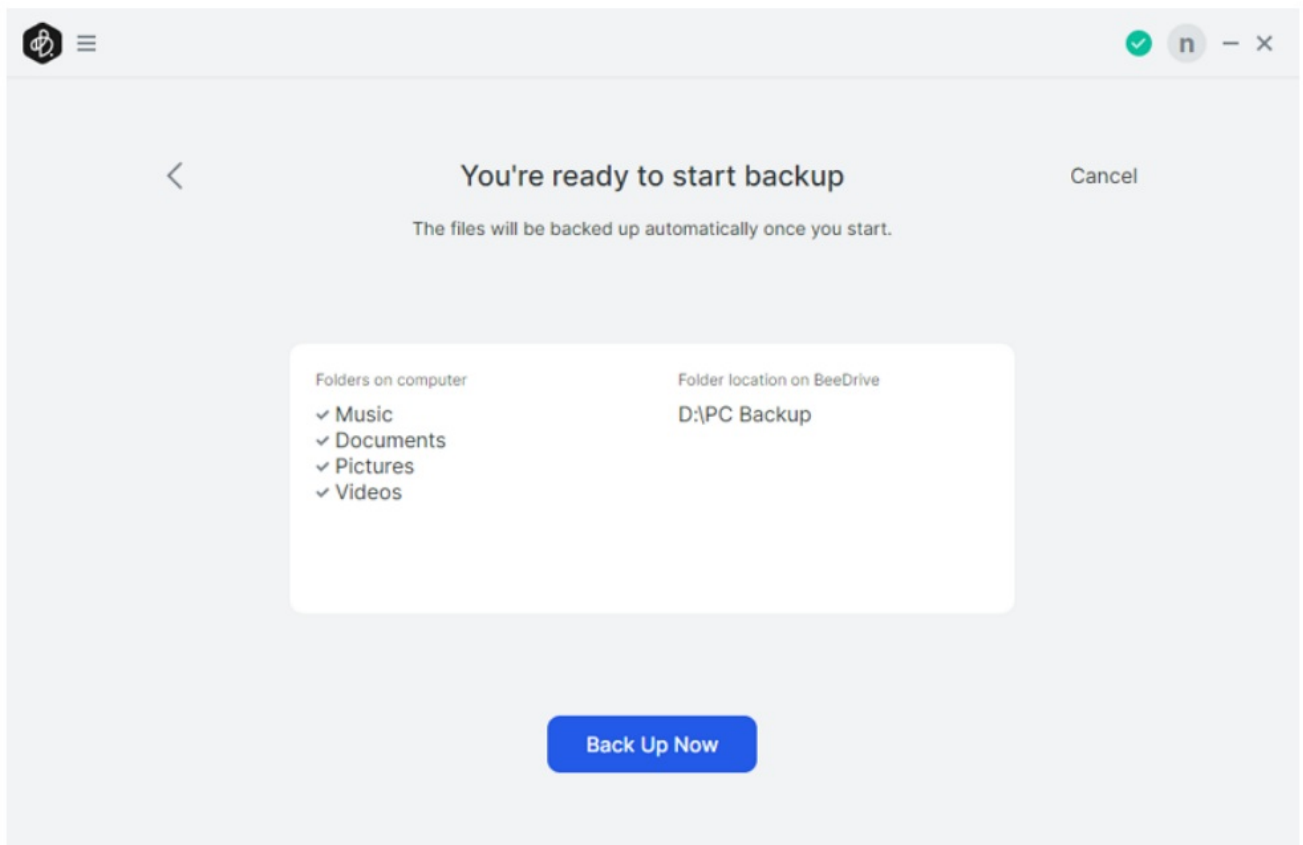 n
You're ready to start backup
Cancel
The files will be backed up automatically once you start.
Folders on computer
Music
Documents
Pictures
Videos
Folder location on BeeDrive
D:\PC Backup
Back Up Now